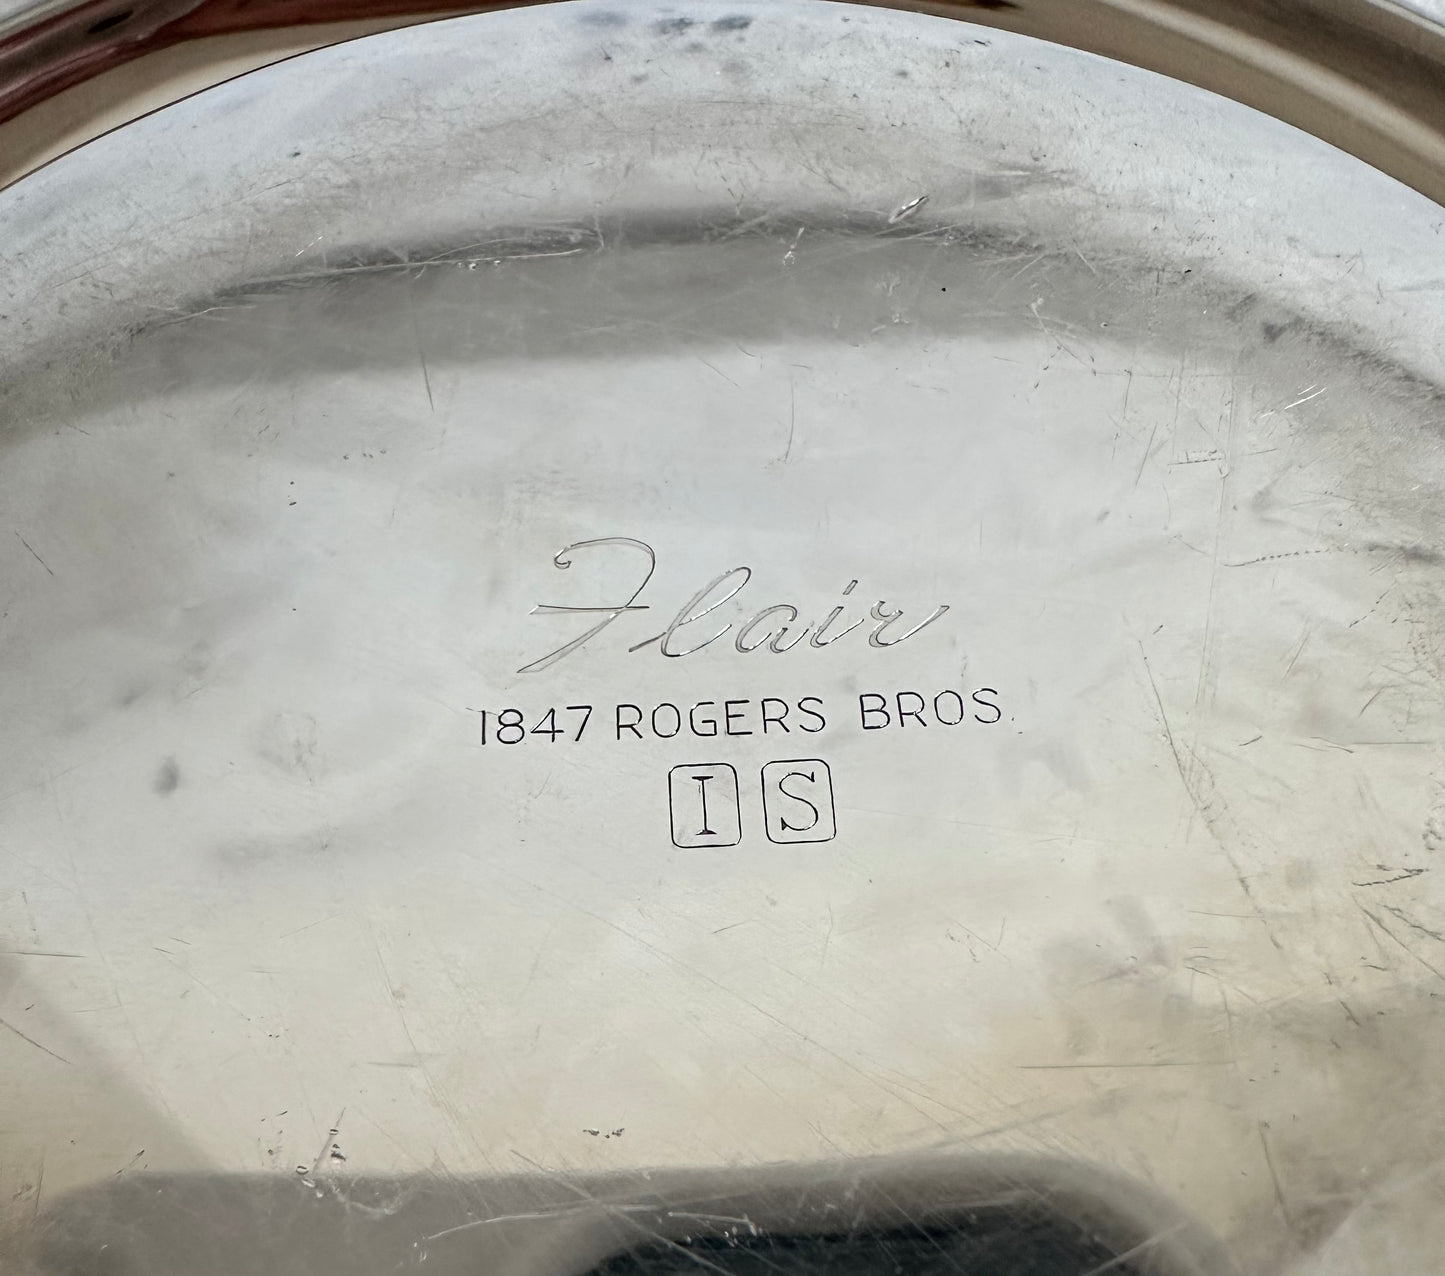 Flair
1847 ROGERS BROS.
I S